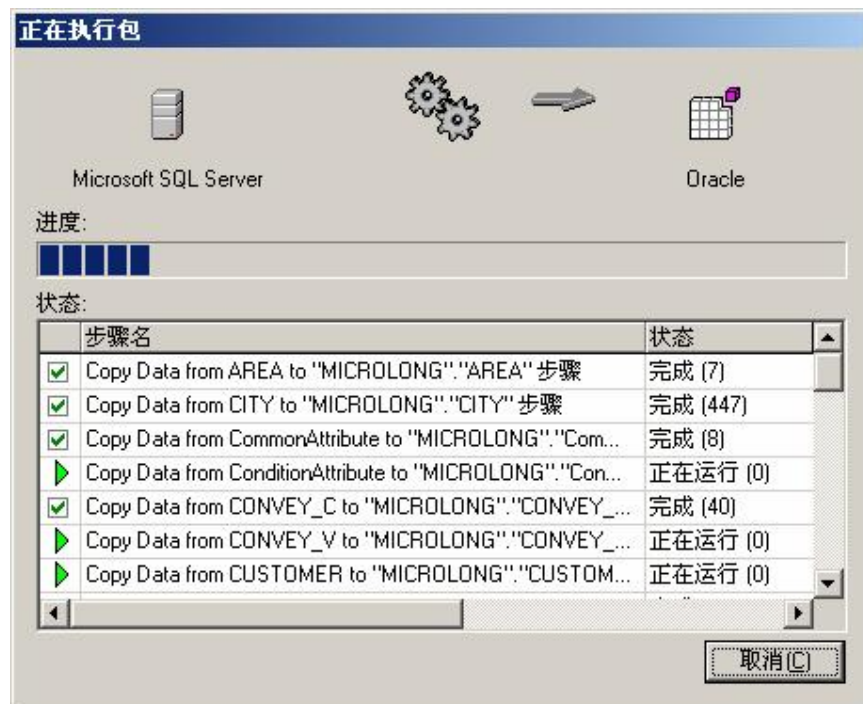 正在执行包
Microsoft SQL Server
Oracle
进度:
状态:
步骤名 状态
Copy Data from AREA to "MICROLONG"."AREA" 步骤 完成 (7)
Copy Data from CITY to "MICROLONG"."CITY" 步骤 完成 (447)
Copy Data from CommonAttribute to "MICROLONG"."Com... 完成 (8)
Copy Data from ConditionAttribute to "MICROLONG"."Con... 正在运行 (0)
Copy Data from CONVEY_C to "MICROLONG"."CONVEY_... 完成 (40)
Copy Data from CONVEY_V to "MICROLONG"."CONVEY_... 正在运行 (0)
Copy Data from CUSTOMER to "MICROLONG"."CUSTOM... 正在运行 (0)
取消(C)